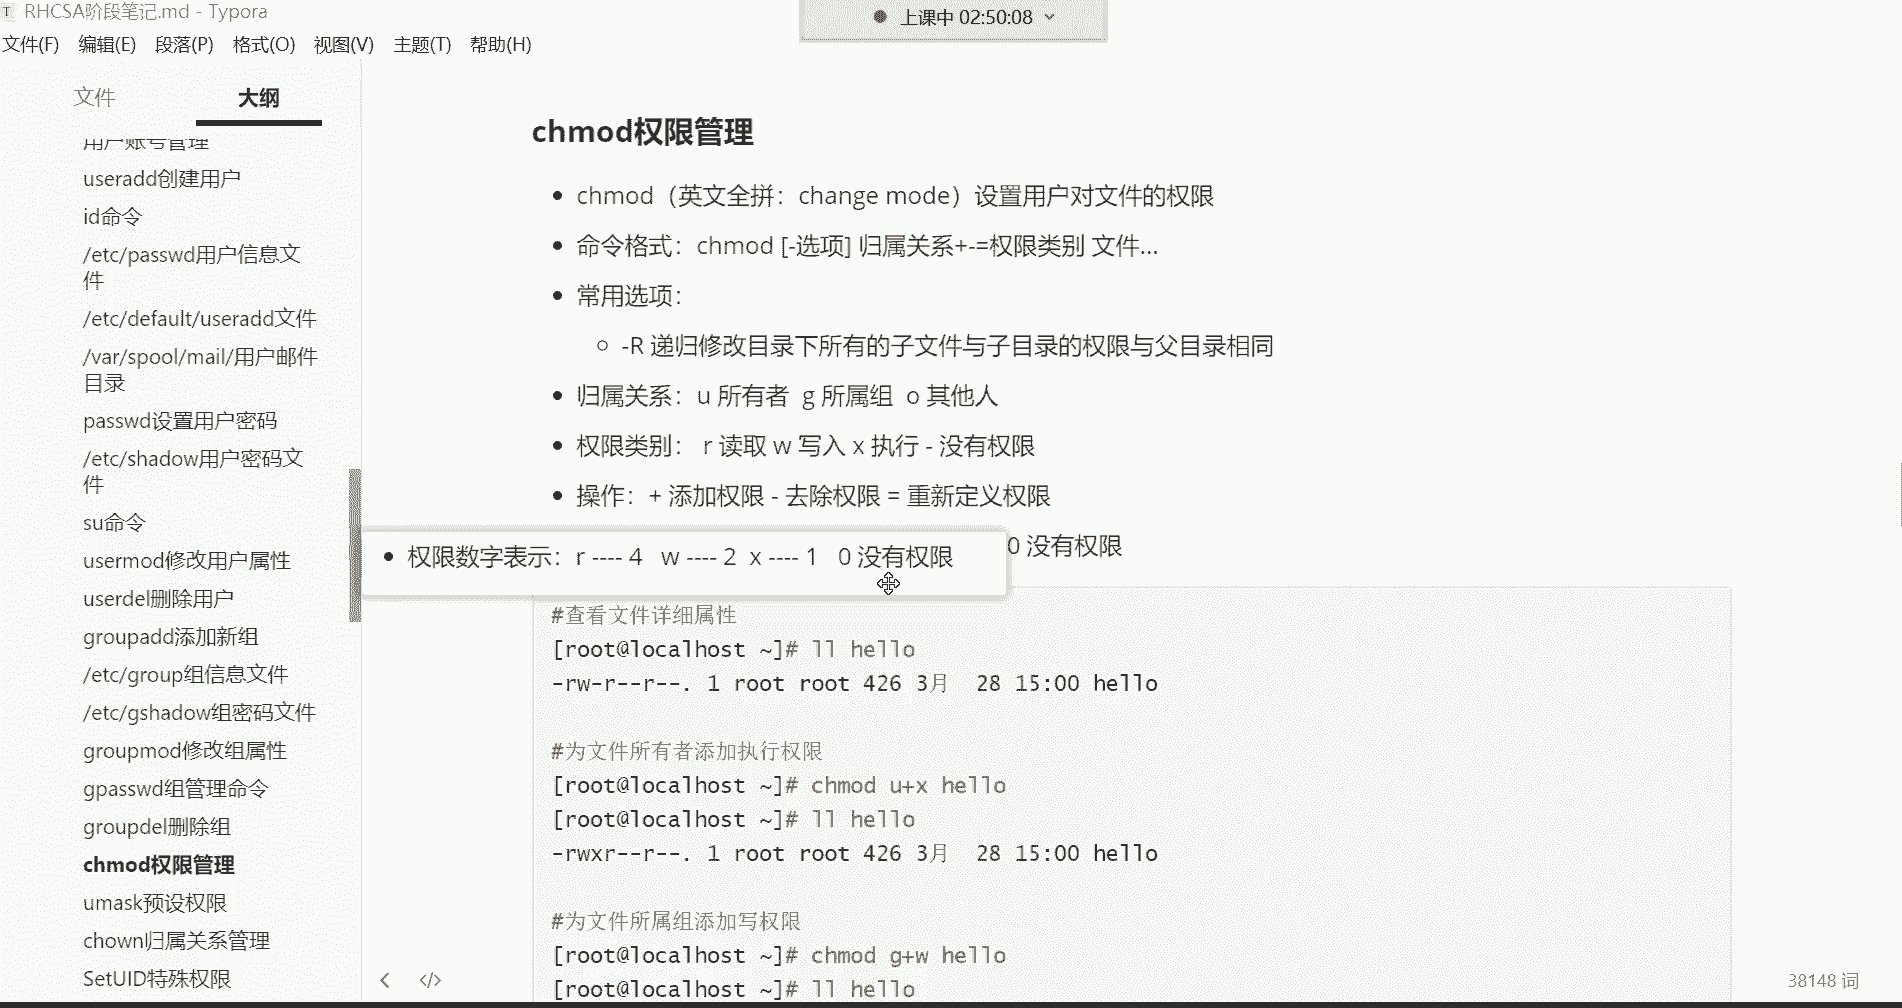 RHCSA阶段笔记.md - Typora
上课中 02:50:08
文件(F) 编辑(E) 段落(P) 格式(O) 视图(V) 主题(T) 帮助(H)
文件 大纲
用户账号管理
useradd创建用户
id命令
/etc/passwd用户信息文
件
/etc/default/useradd文件
/var/spool/mail/用户邮件
目录
passwd设置用户密码
/etc/shadow用户密码文
件
su命令
usermod修改用户属性
userdel删除用户
groupadd添加新组
/etc/group组信息文件
/etc/gshadow组密码文件
groupmod修改组属性
gpasswd组管理命令
groupdel删除组
chmod权限管理
umask预设权限
chown归属关系管理
SetUID特殊权限
chmod权限管理
chmod（英文全拼：change mode）设置用户对文件的权限
命令格式：chmod [-选项] 归属关系+-=权限类别 文件...
常用选项：
-R 递归修改目录下所有的子文件与子目录的权限与父目录相同
归属关系：u 所有者 g 所属组 o 其他人
权限类别： r 读取 w 写入 x 执行 - 没有权限
操作：+ 添加权限 - 去除权限 = 重新定义权限
0 没有权限
权限数字表示：r ---- 4 w ---- 2 x ---- 1 0 没有权限
#查看文件详细属性
[root@localhost ~]# ll hello
-rw-r--r--. 1 root root 426 3月 28 15:00 hello
#为文件所有者添加执行权限
[root@localhost ~]# chmod u+x hello
[root@localhost ~]# ll hello
-rwxr--r--. 1 root root 426 3月 28 15:00 hello
#为文件所属组添加写权限
[root@localhost ~]# chmod g+w hello
[root@localhost ~]# ll hello
38148 词